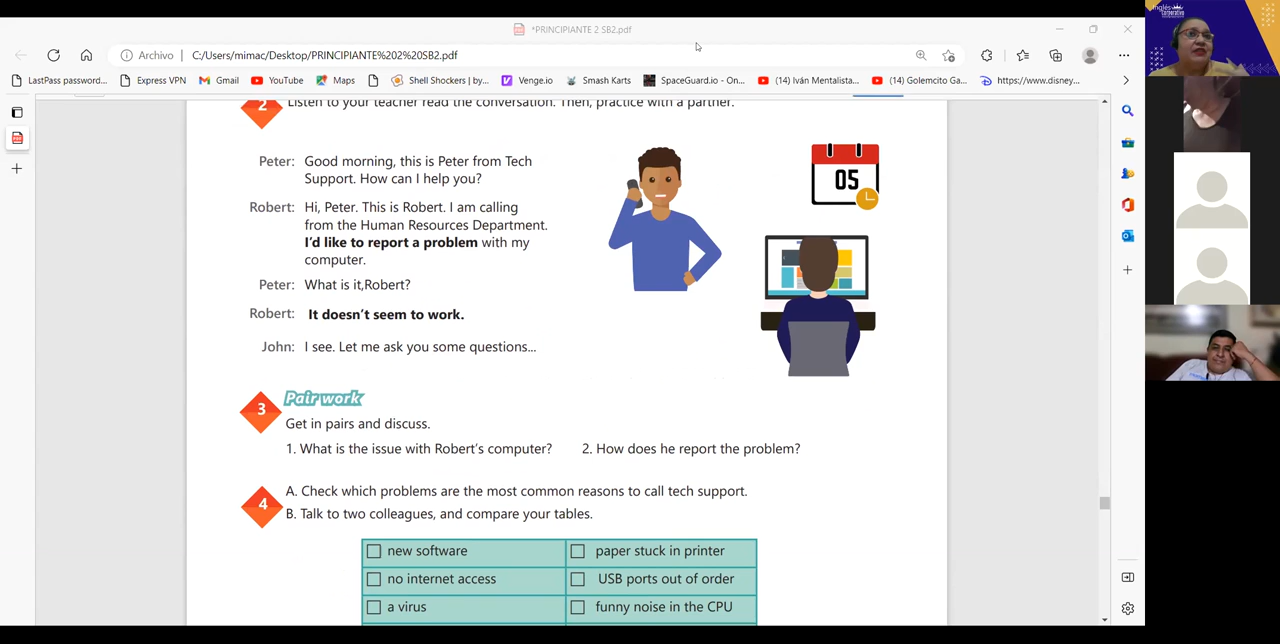 *PRINCIPIANTE 2 SB2.pdf
Archivo C:/Users/mimac/Desktop/PRINCIPIANTE%202%20SB2.pdf
LastPass password... Express VPN Gmail YouTube Maps Shell Shockers | by... Venge.io Smash Karts SpaceGuard.io - On... (14) Iván Mentalista... (14) Golemcito Ga... https://www.disney...
2 Listen to your teacher read the conversation. Then, practice with a partner.
Peter: Good morning, this is Peter from Tech
Support. How can I help you?
Robert: Hi, Peter. This is Robert. I am calling
from the Human Resources Department.
I'd like to report a problem with my
computer.
Peter: What is it,Robert?
Robert: It doesn't seem to work.
John: I see. Let me ask you some questions...
05
3 Pair work
Get in pairs and discuss.
1. What is the issue with Robert's computer? 2. How does he report the problem?
4 A. Check which problems are the most common reasons to call tech support.
B. Talk to two colleagues, and compare your tables.
new software paper stuck in printer
no internet access USB ports out of order
a virus funny noise in the CPU
Inglés
Corporativo